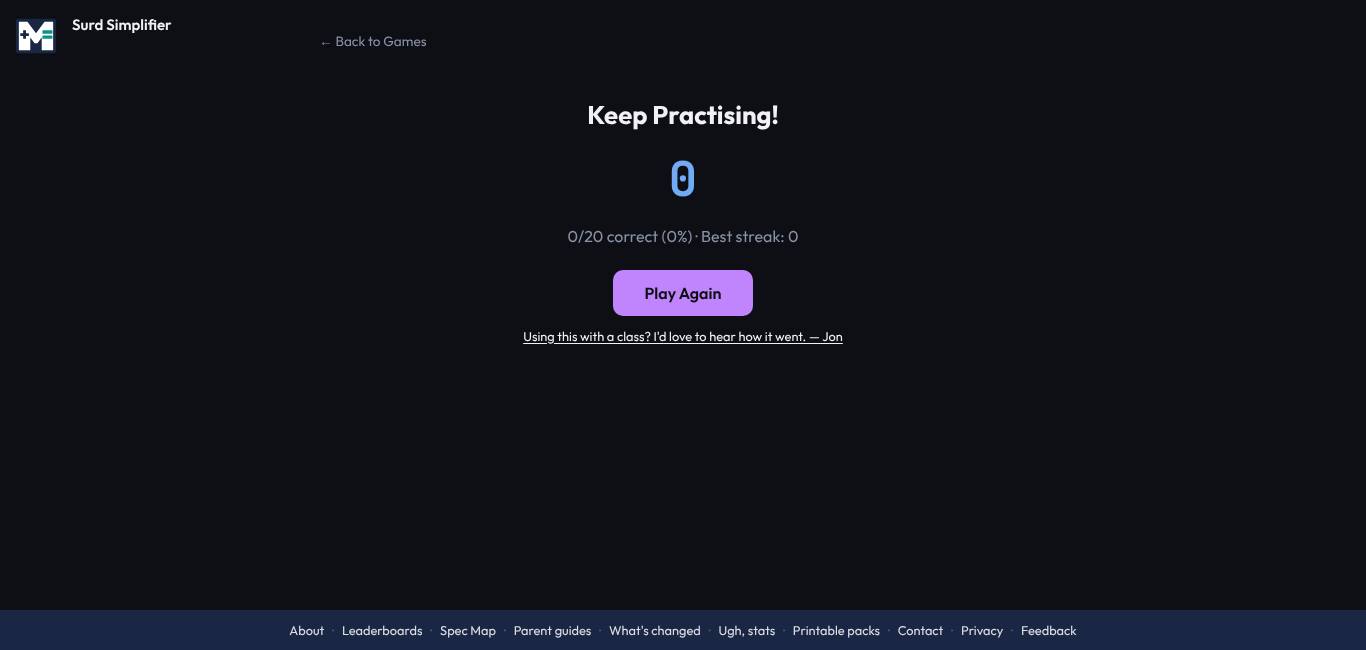 Surd Simplifier
← Back to Games
Keep Practising!
0
0/20 correct (0%) · Best streak: 0
Play Again
Using this with a class? I'd love to hear how it went. — Jon
About · Leaderboards · Spec Map · Parent guides · What's changed · Ugh, stats · Printable packs · Contact · Privacy · Feedback